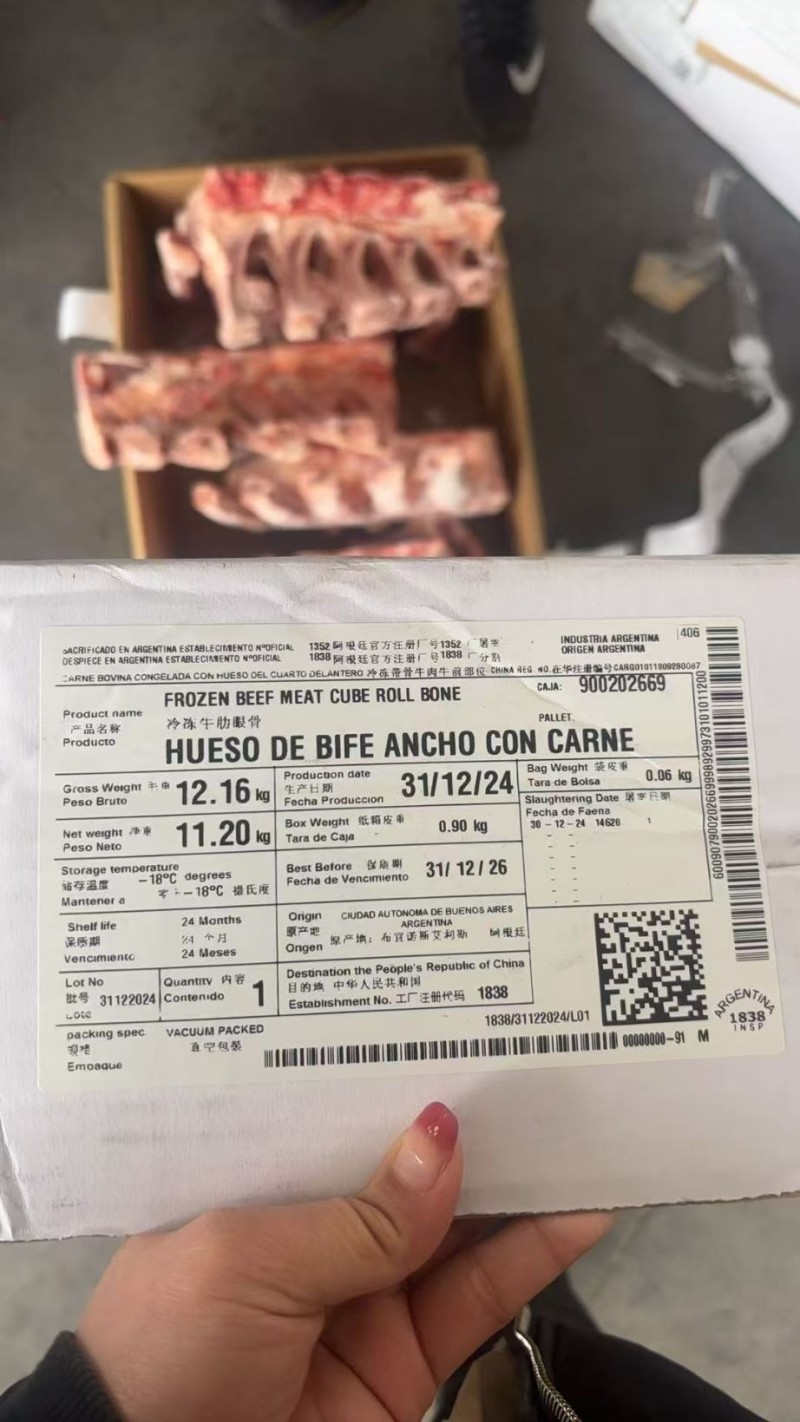 SACRIFICADO EN ARGENTINA ESTABLECIMIENTO NºOFICIAL 1352 阿根廷官方注册厂号1352 屠宰
DESPIECE EN ARGENTINA ESTABLECIMIENTO NºOFICIAL 1838 阿根廷官方注册厂号1838 厂分割
INDUSTRIA ARGENTINA
ORIGEN ARGENTINA
406
CARNE BOVINA CONGELADA CON HUESO DEL CUARTO DELANTERO 冷冻带骨牛肉牛前部位 CHINA REG NO.在华注册编号
Product name
产品名称
Producto
FROZEN BEEF MEAT CUBE ROLL BONE
冷冻牛肋眼骨
HUESO DE BIFE ANCHO CON CARNE
CAJA: 900202669
PALLET.
Gross Weight 毛重
Peso Bruto
12.16 kg
Production date
生产日期
Fecha Produccion
31/12/24
Bag Weight 袋皮重
Tara de Bolsa
0.06 kg
Net weight 净重
Peso Neto
11.20 kg
Box Weight 纸箱皮重
Tara de Caja
0.90 kg
Slaughtering Date 屠宰日期
Fecha de Faena
30-12-24 14626 1
Storage temperature
储存温度
Mantener a
-18ºC degrees
零下-18ºC 摄氏度
Best Before 保质期
Fecha de Vencimiento
31/12/26
Shelf life
保质期
Vencimiento
24 Months
24 个月
24 Meses
Origin
原产地
Origen
CIUDAD AUTONOMA DE BUENOS AIRES
ARGENTINA
原产地: 布宜诺斯艾利斯 阿根廷
Lot No
批号 31122024
Lote
Quantity 内容
Contenido
1
Destination the People's Republic of China
目的地 中华人民共和国
Establishment No. 工厂注册代码 1838
packing spec.
规格
Empaque
VACUUM PACKED
真空包装
1838/31122024/L01
00000000-91 M
ARGENTINA
1838
INSP